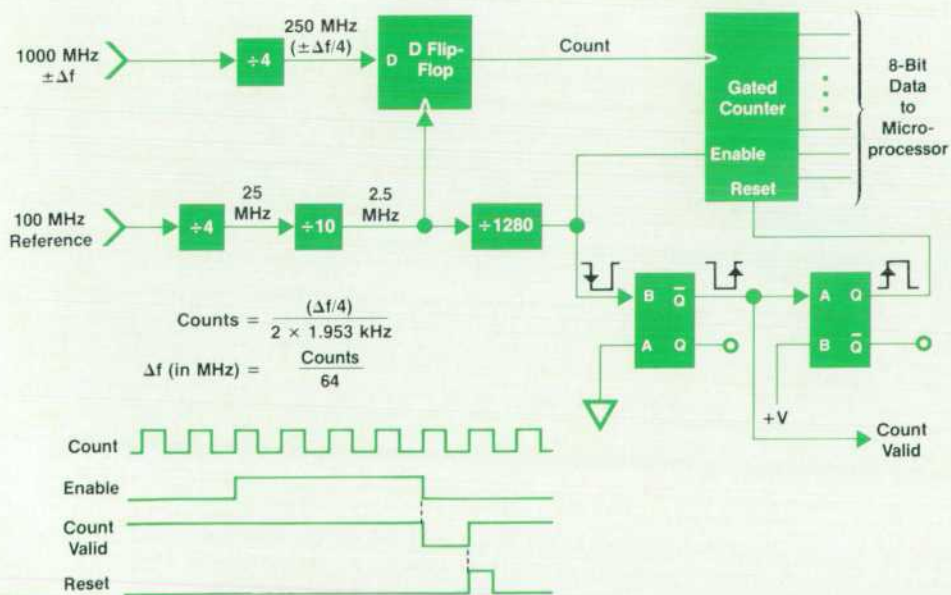 1000 MHz
±Δf
÷4
250 MHz
(±Δf/4)
D
D Flip-
Flop
Count
Gated
Counter
Enable
Reset
8-Bit
Data
to
Micro-
processor
100 MHz
Reference
÷4
25
MHz
÷10
2.5
MHz
÷1280
B Q̅
A Q
A Q
B Q̅
+V
Count
Valid
Counts = (Δf/4) / 2 × 1.953 kHz
Δf (in MHz) = Counts / 64
Count
Enable
Count
Valid
Reset